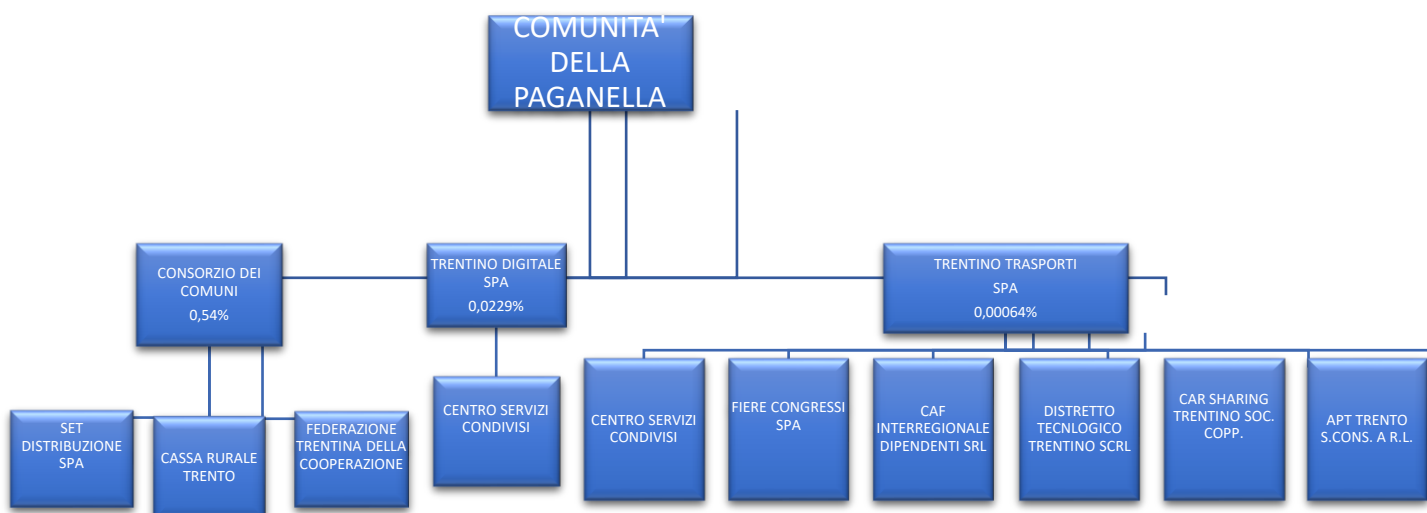 COMUNITA'
DELLA
PAGANELLA
CONSORZIO DEI
COMUNI
0,54%
TRENTINO DIGITALE
SPA
0,0229%
TRENTINO TRASPORTI
SPA
0,00064%
SET
DISTRIBUZIONE
SPA
CASSA RURALE
TRENTO
FEDERAZIONE
TRENTINA DELLA
COOPERAZIONE
CENTRO SERVIZI
CONDIVISI
CENTRO SERVIZI
CONDIVISI
FIERE CONGRESSI
SPA
CAF
INTERREGIONALE
DIPENDENTI SRL
DISTRETTO
TECNLOGICO
TRENTINO SCRL
CAR SHARING
TRENTINO SOC.
COPP.
APT TRENTO
S.CONS. A R.L.